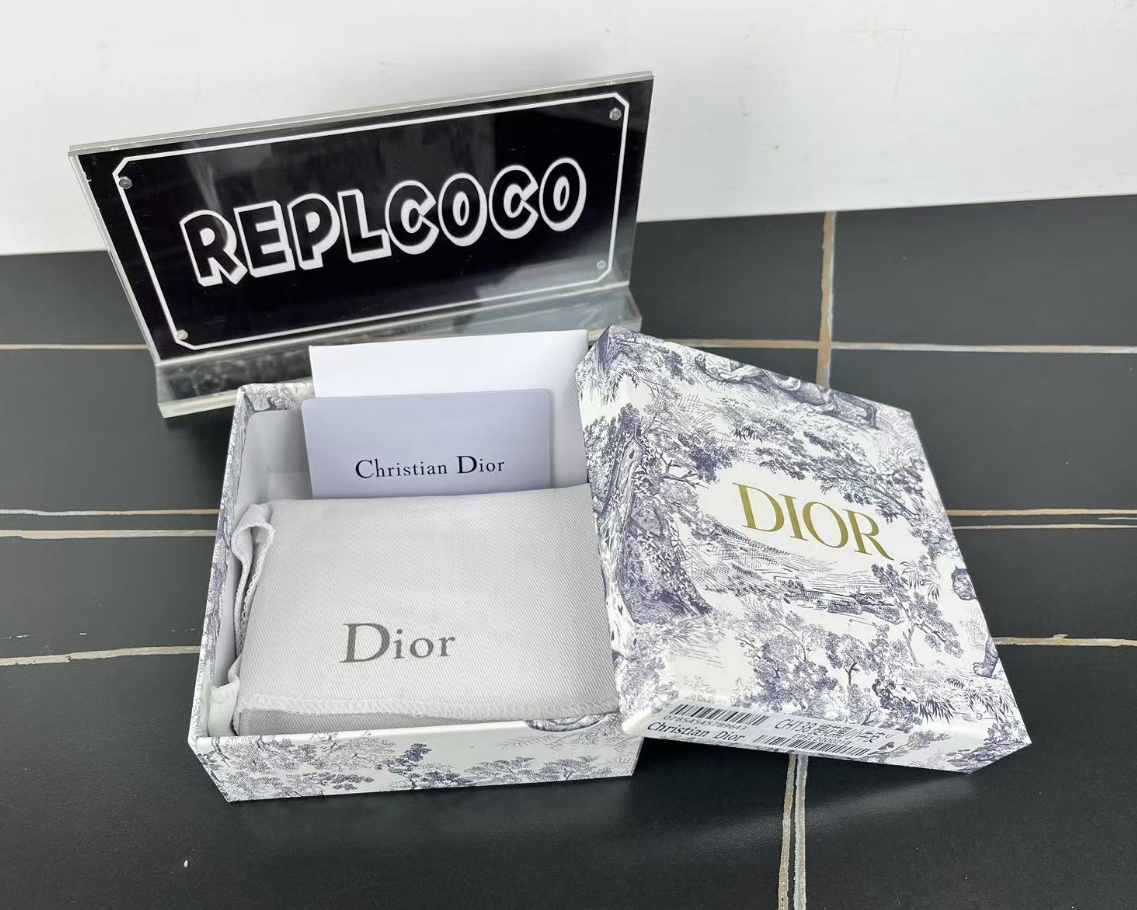 REPLCOCO
Christian Dior
DIOR
Dior
Christian Dior